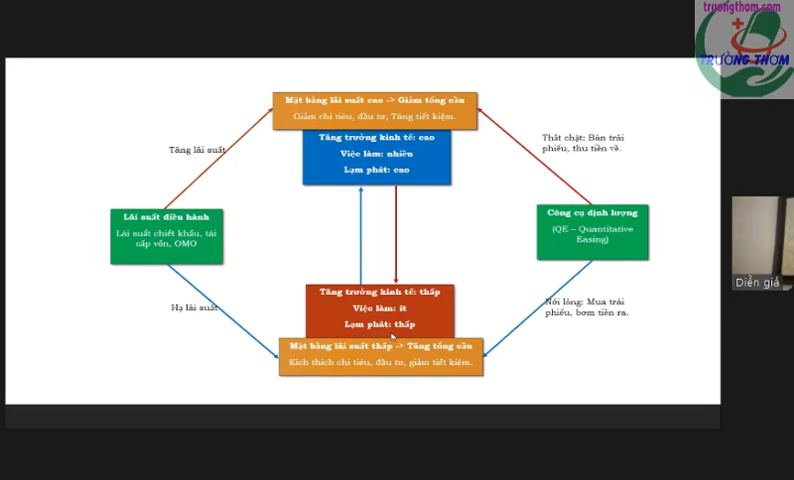 truongthom.com
TRƯỜNG THƠM
Mặt bằng lãi suất cao -> Giảm tổng cầu
Giảm chi tiêu, đầu tư, Tăng tiết kiệm.
Tăng trưởng kinh tế: cao
Việc làm: nhiều
Lạm phát: cao
Tăng lãi suất
Thắt chặt: Bán trái
phiếu, thu tiền về.
Lãi suất điều hành
Lãi suất chiết khấu, tái
cấp vốn, OMO
Công cụ định lượng
(QE – Quantitative
Easing)
Diễn giả
Hạ lãi suất
Nới lỏng: Mua trái
phiếu, bơm tiền ra.
Tăng trưởng kinh tế: thấp
Việc làm: ít
Lạm phát: thấp
Mặt bằng lãi suất thấp -> Tăng tổng cầu
Kích thích chi tiêu, đầu tư, giảm tiết kiệm.